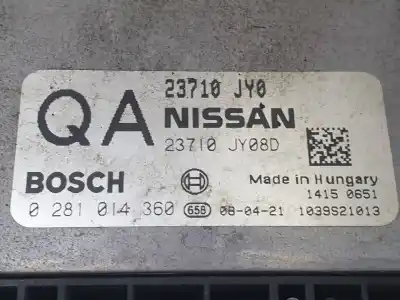 23710 JY0
QA NISSAN
23710 JY08D
BOSCH Made in Hungary
1415 0651
0 281 014 360 658 08-04-21 1039S21013